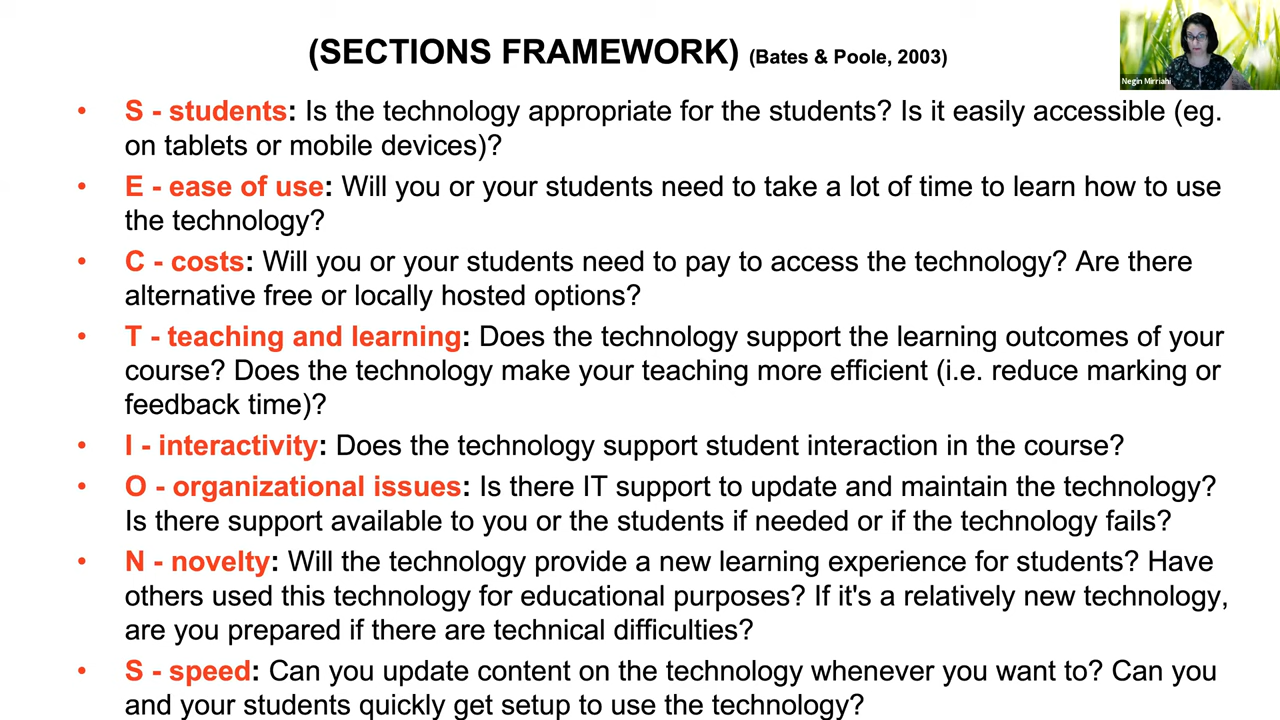 (SECTIONS FRAMEWORK) (Bates & Poole, 2003)
Negin Mirriahi
• S - students: Is the technology appropriate for the students? Is it easily accessible (eg.
on tablets or mobile devices)?
• E - ease of use: Will you or your students need to take a lot of time to learn how to use
the technology?
• C - costs: Will you or your students need to pay to access the technology? Are there
alternative free or locally hosted options?
• T - teaching and learning: Does the technology support the learning outcomes of your
course? Does the technology make your teaching more efficient (i.e. reduce marking or
feedback time)?
• I - interactivity: Does the technology support student interaction in the course?
• O - organizational issues: Is there IT support to update and maintain the technology?
Is there support available to you or the students if needed or if the technology fails?
• N - novelty: Will the technology provide a new learning experience for students? Have
others used this technology for educational purposes? If it's a relatively new technology,
are you prepared if there are technical difficulties?
• S - speed: Can you update content on the technology whenever you want to? Can you
and your students quickly get setup to use the technology?